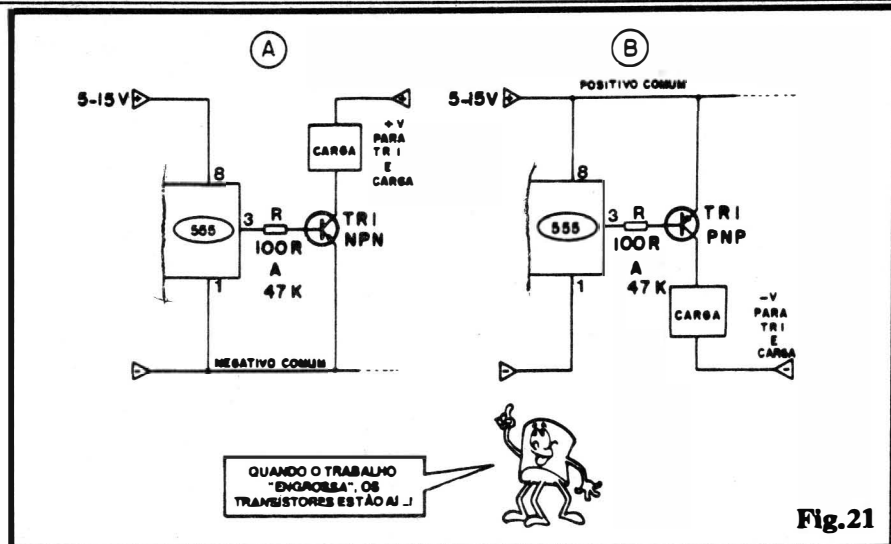 A
5-15V
+
+
+V
PARA
TR1
E
CARGA
CARGA
8
555
3
R
100R
A
47K
TR1
NPN
1
-
NEGATIVO COMUM
B
POSITIVO COMUM
5-15V
+
8
555
3
R
100R
A
47K
TR1
PNP
1
CARGA
-V
PARA
TR1
E
CARGA
-
-
QUANDO O TRABALHO
"ENGROSSA", OS
TRANSISTORES ESTÃO AÍ...!
Fig.21